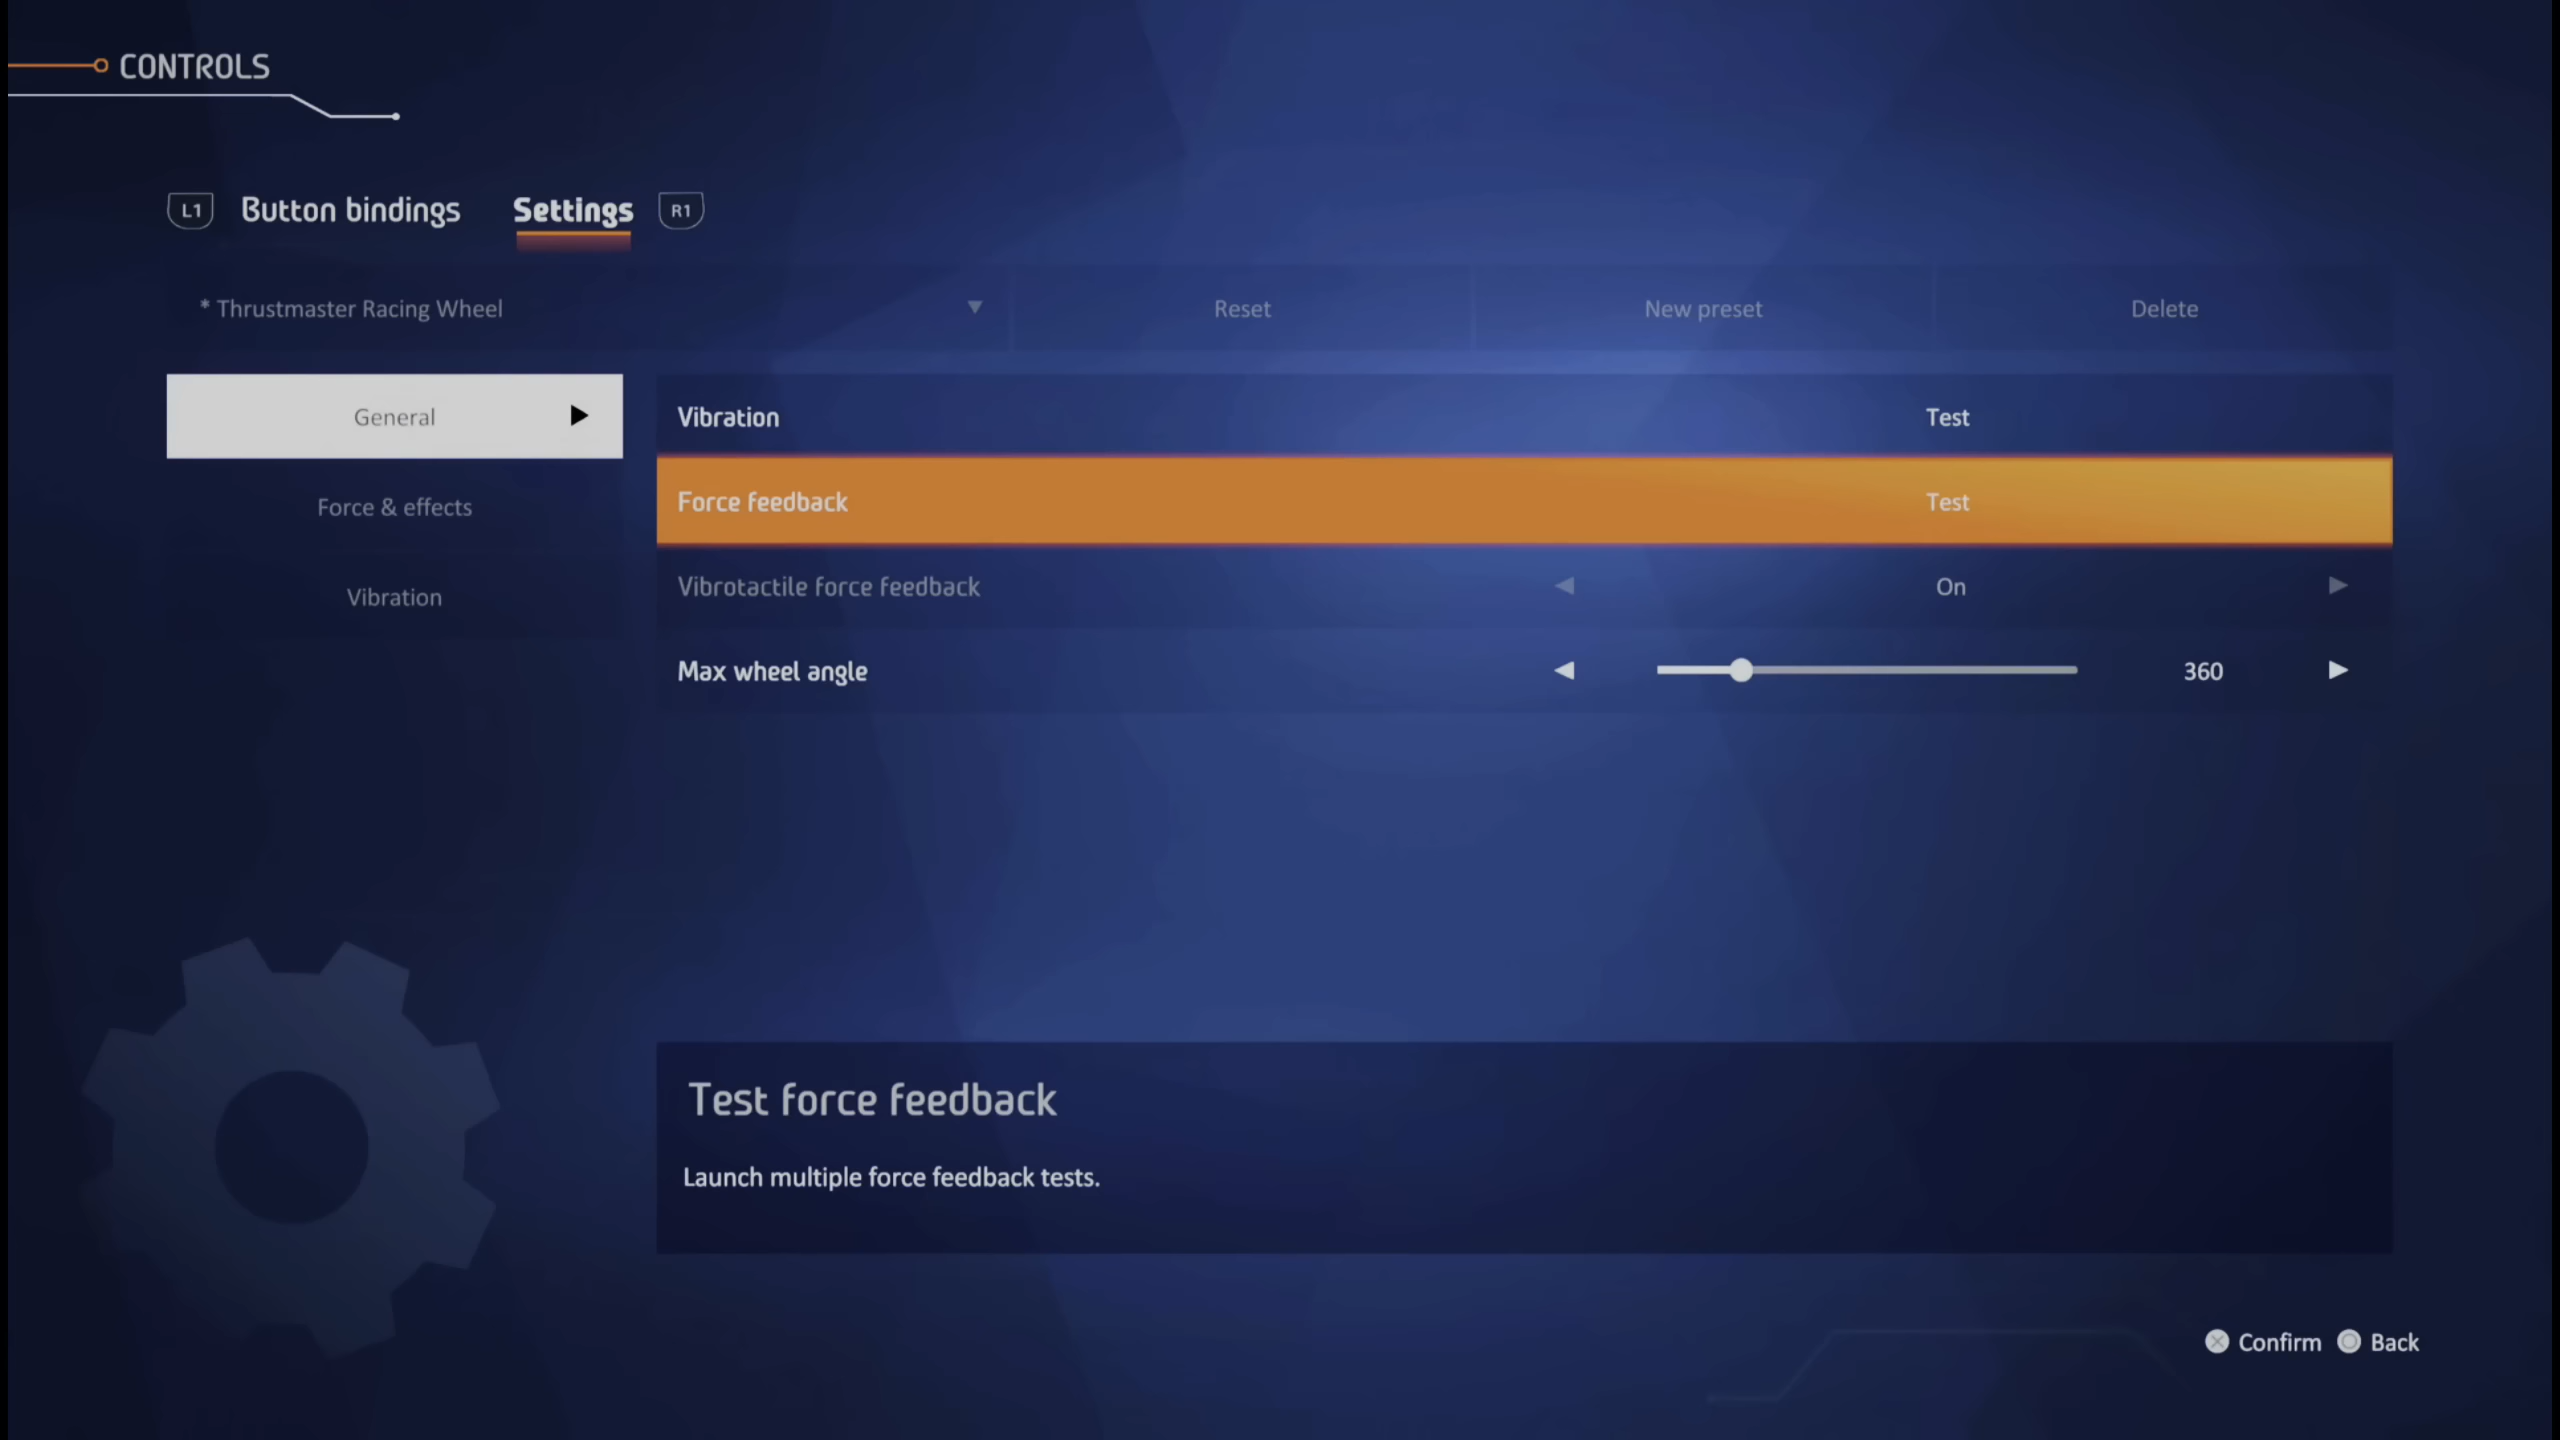 CONTROLS
L1 Button bindings Settings R1
* Thrustmaster Racing Wheel Reset New preset Delete
General
Force & effects
Vibration
Vibration Test
Force feedback Test
Vibrotactile force feedback On
Max wheel angle 360
Test force feedback
Launch multiple force feedback tests.
Confirm Back